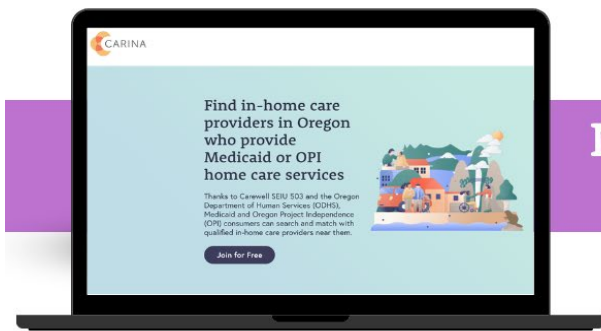 CARINA
Find in-home care
providers in Oregon
who provide
Medicaid or OPI
home care services
Thanks to Carewell SEIU 503 and the Oregon
Department of Human Services (ODHS),
Medicaid and Oregon Project Independence
(OPI) consumers can search and match with
qualified in-home care providers near them.
Join for Free